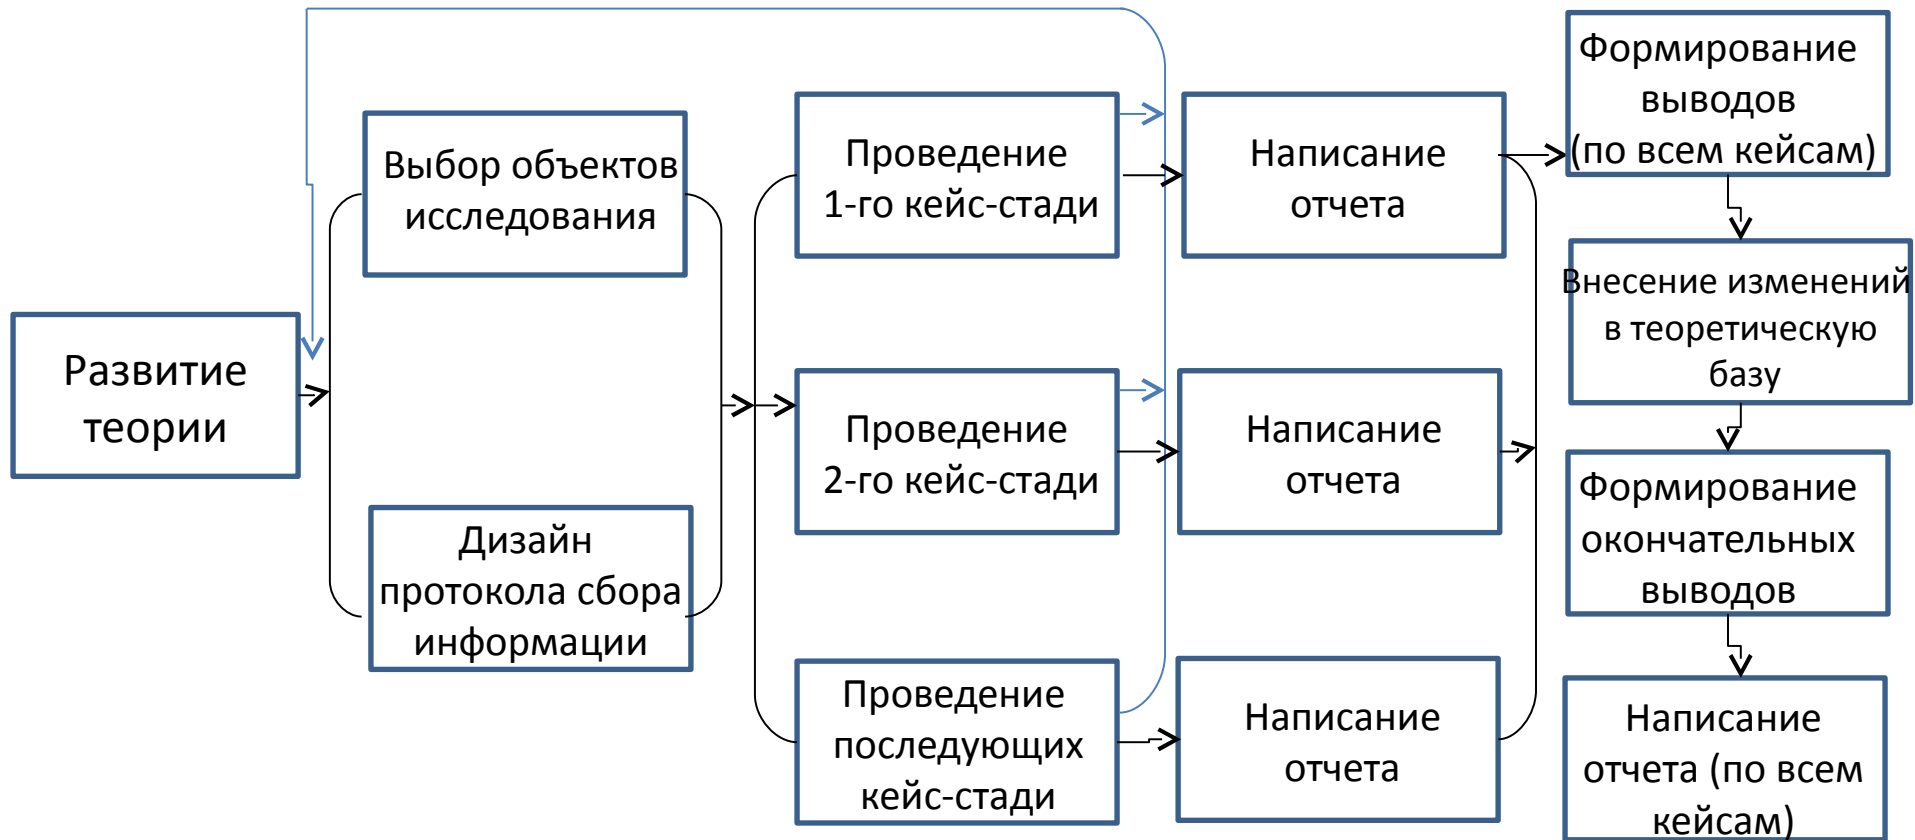 Развитие
теории
Выбор объектов
исследования
Дизайн
протокола сбора
информации
Проведение
1-го кейс-стади
Проведение
2-го кейс-стади
Проведение
последующих
кейс-стади
Написание
отчета
Написание
отчета
Написание
отчета
Формирование
выводов
(по всем кейсам)
Внесение изменений
в теоретическую
базу
Формирование
окончательных
выводов
Написание
отчета (по всем
кейсам)